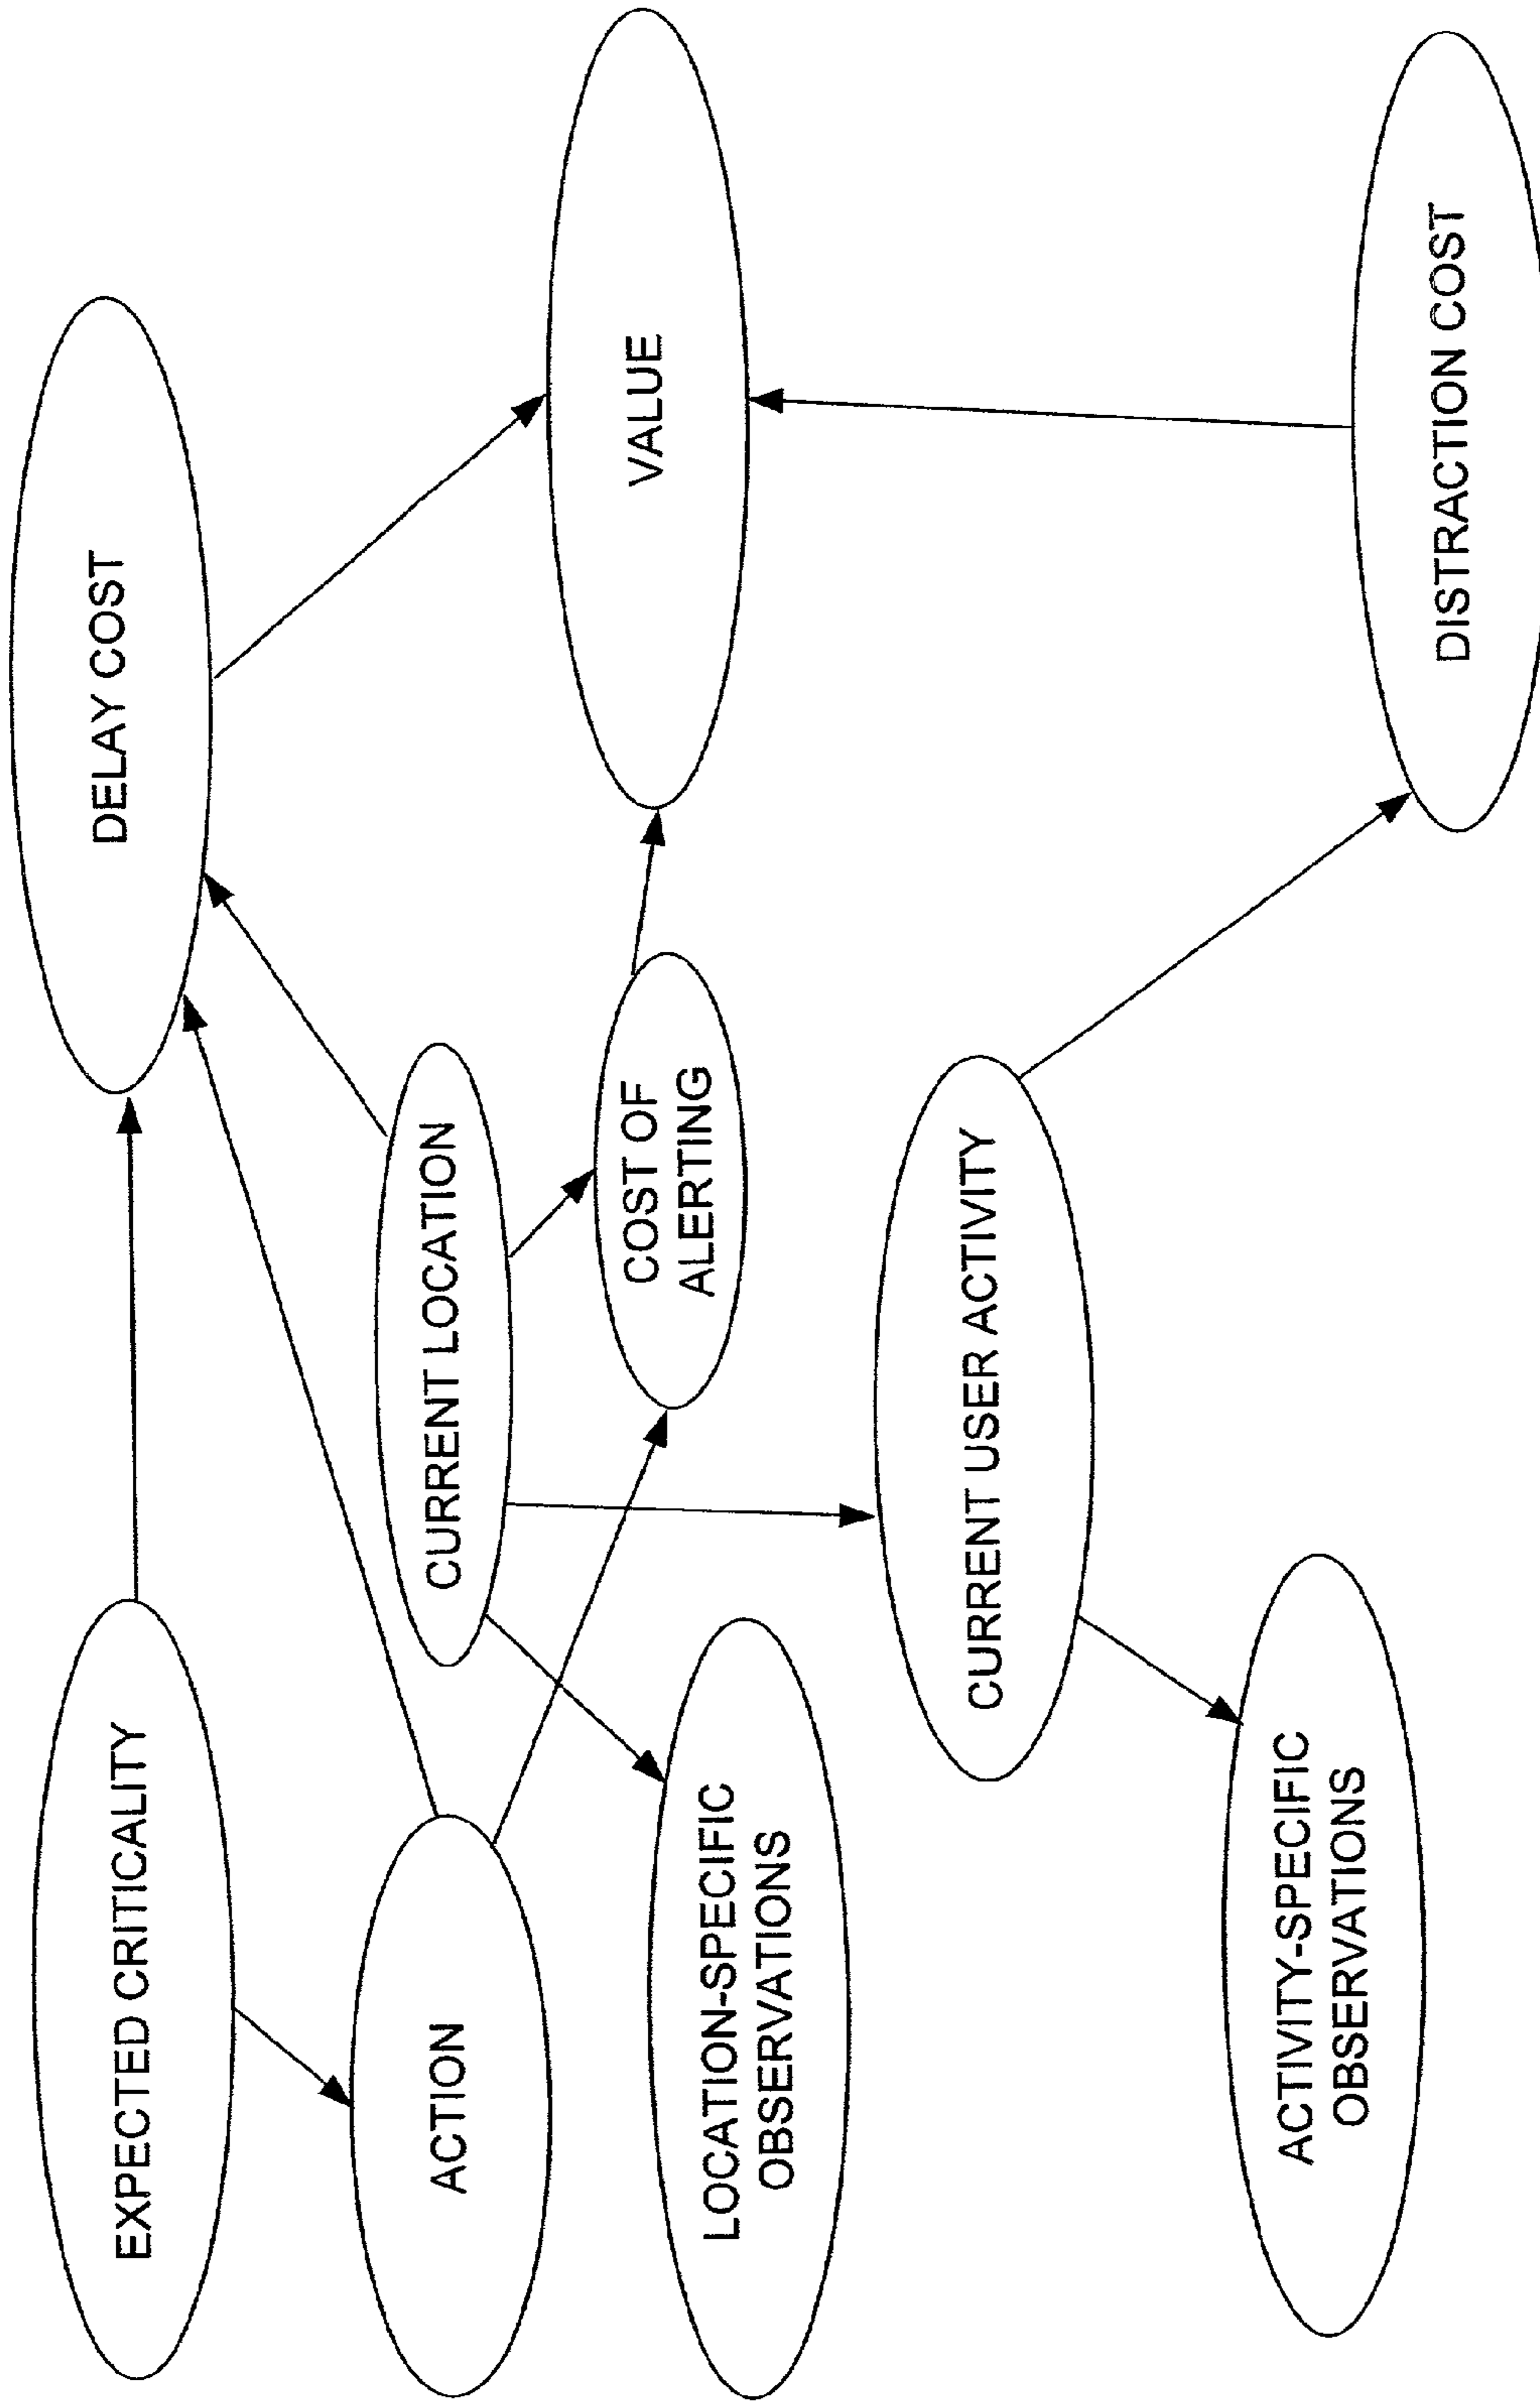 EXPECTED CRITICALITY
DELAY COST
ACTION
CURRENT LOCATION
VALUE
COST OF
ALERTING
LOCATION-SPECIFIC
OBSERVATIONS
CURRENT USER ACTIVITY
ACTIVITY-SPECIFIC
OBSERVATIONS
DISTRACTION COST